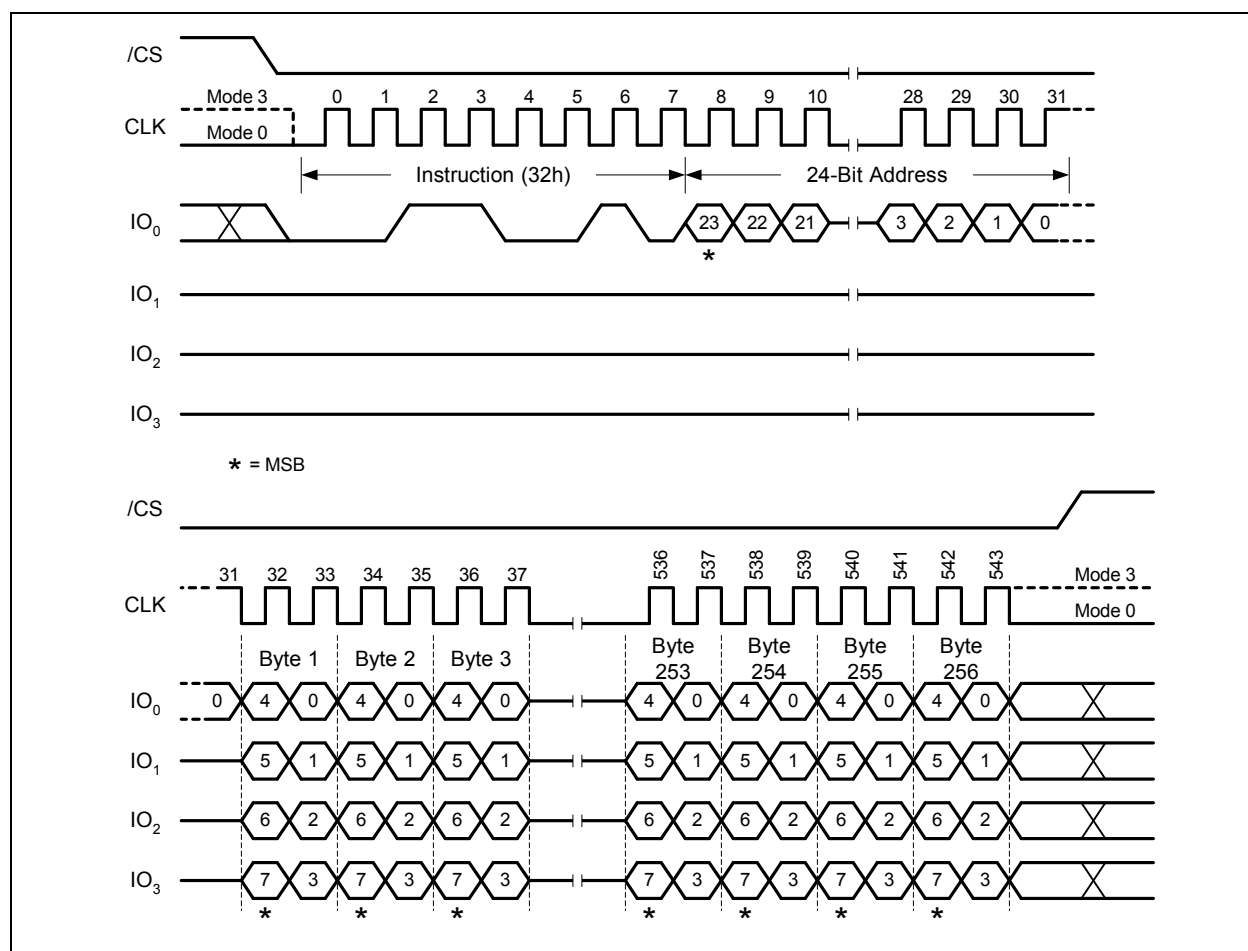 /CS
Mode 3 0 1 2 3 4 5 6 7 8 9 10 28 29 30 31
CLK
Mode 0
Instruction (32h) 24-Bit Address
IO0 23 22 21 3 2 1 0
*
IO1
IO2
IO3
* = MSB
/CS
31 32 33 34 35 36 37 536 537 538 539 540 541 542 543 Mode 3
CLK
Mode 0
Byte 1 Byte 2 Byte 3 Byte 253 Byte 254 Byte 255 Byte 256
IO0 0 4 0 4 0 4 0 4 0 4 0 4 0 4 0
IO1 5 1 5 1 5 1 5 1 5 1 5 1 5 1
IO2 6 2 6 2 6 2 6 2 6 2 6 2 6 2
IO3 7 3 7 3 7 3 7 3 7 3 7 3 7 3
* * * * * * *